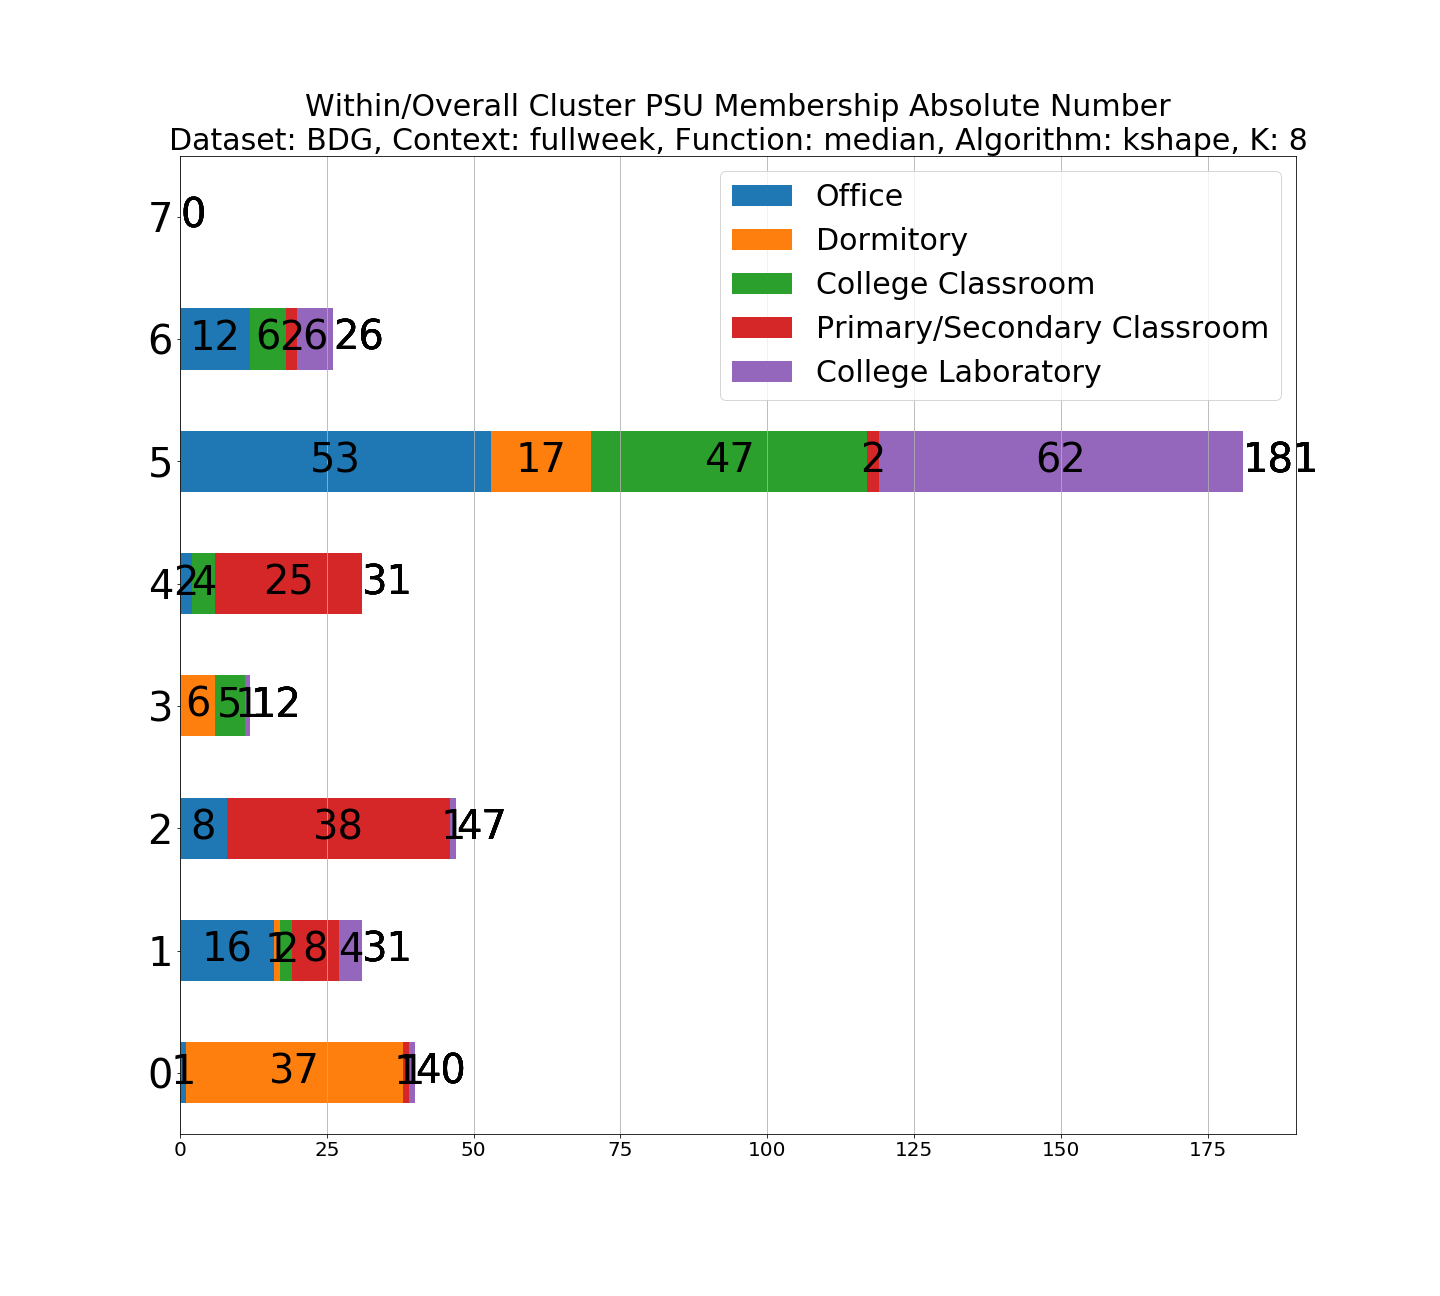 Within/Overall Cluster PSU Membership Absolute Number
Dataset: BDG, Context: fullweek, Function: median, Algorithm: kshape, K: 8
Office
Dormitory
College Classroom
Primary/Secondary Classroom
College Laboratory
7 0
6 12 6 2 6 26
5 53 17 47 2 62 181
4 2 4 25 31
3 6 5 1 12
2 8 38 1 47
1 16 1 2 8 4 31
0 1 37 1 1 40
0 25 50 75 100 125 150 175